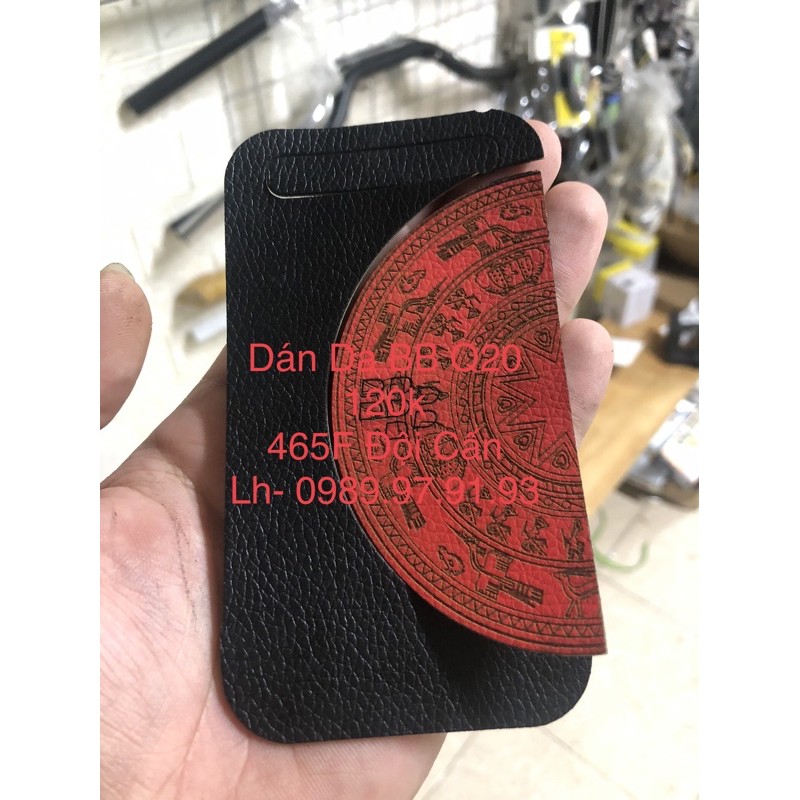 Dán Da BB Q20
120k
465F Đội Cấn
Lh- 0989.97.91.93